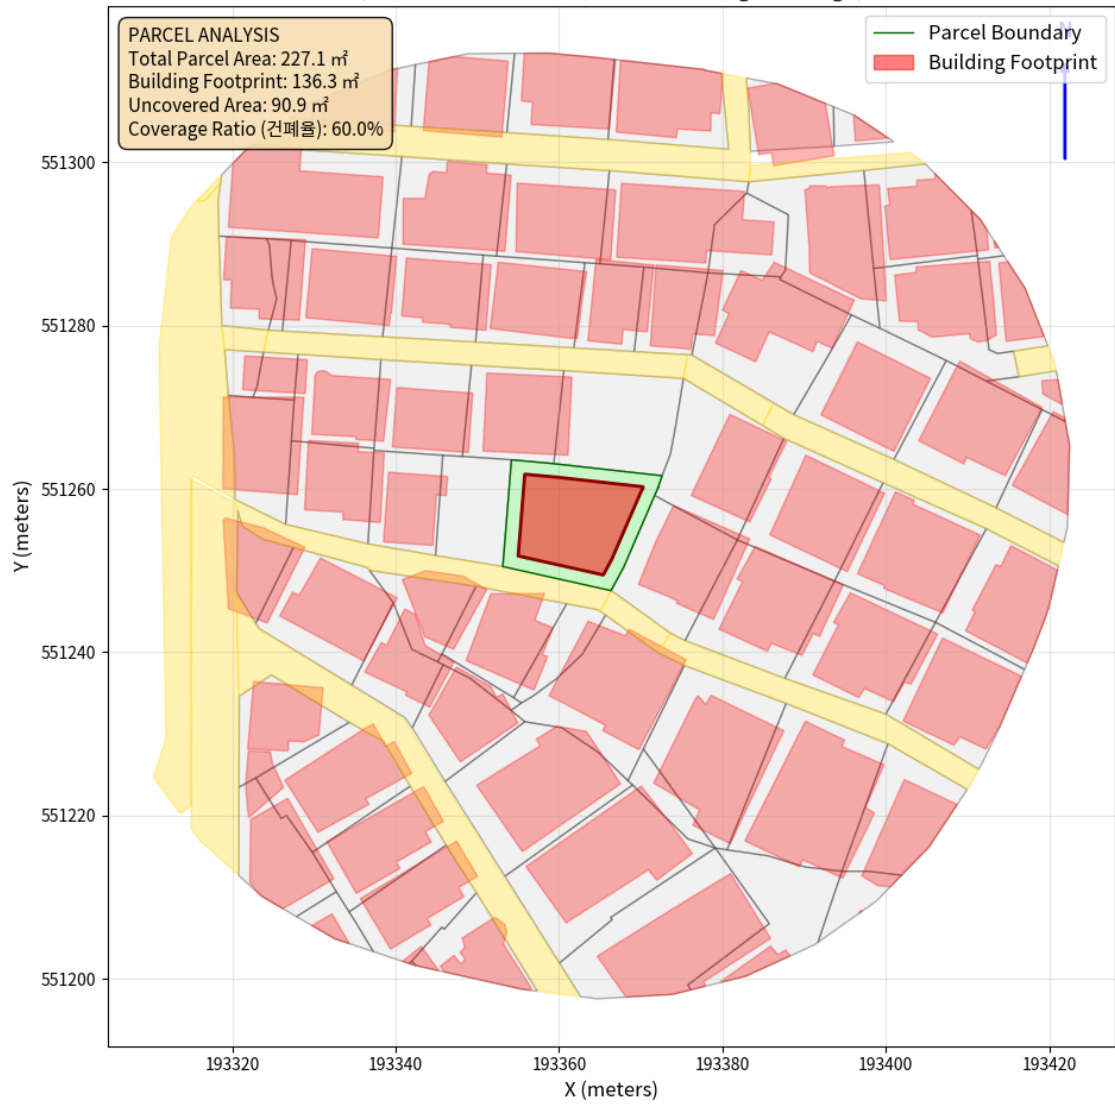 PARCEL ANALYSIS
Total Parcel Area: 227.1 ㎡
Building Footprint: 136.3 ㎡
Uncovered Area: 90.9 ㎡
Coverage Ratio (건폐율): 60.0%
N
Parcel Boundary
Building Footprint
551300
551280
551260
551240
551220
551200
Y (meters)
193320
193340
193360
193380
193400
193420
X (meters)